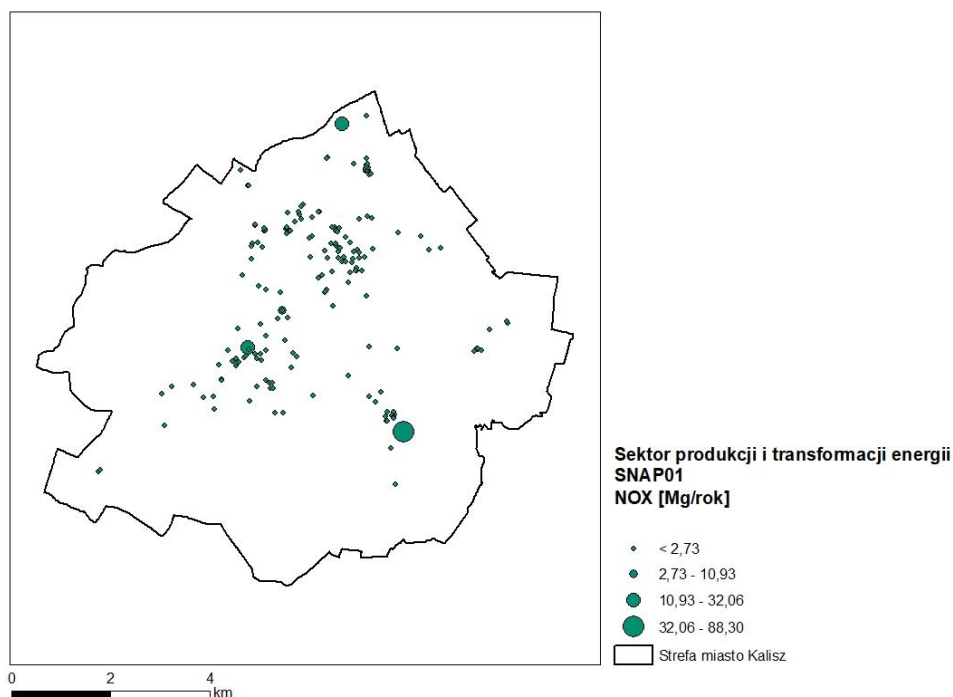 Sektor produkcji i transformacji energii
SNAP01
NOX [Mg/rok]
< 2,73
2,73 - 10,93
10,93 - 32,06
32,06 - 88,30
Strefa miasto Kalisz
0 2 4
km